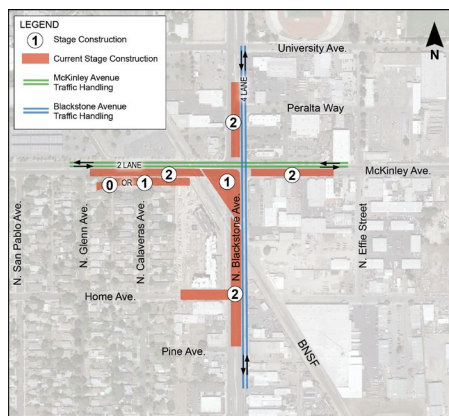 LEGEND
1 Stage Construction
Current Stage Construction
McKinley Avenue
Traffic Handling
Blackstone Avenue
Traffic Handling
N
University Ave.
4 LANE
Peralta Way
2
2 LANE
McKinley Ave.
2
1
2
0 OR 1
N. San Pablo Ave.
N. Glenn Ave.
N. Calaveras Ave.
N. Blackstone Ave.
N. Effie Street
Home Ave.
2
BNSF
Pine Ave.